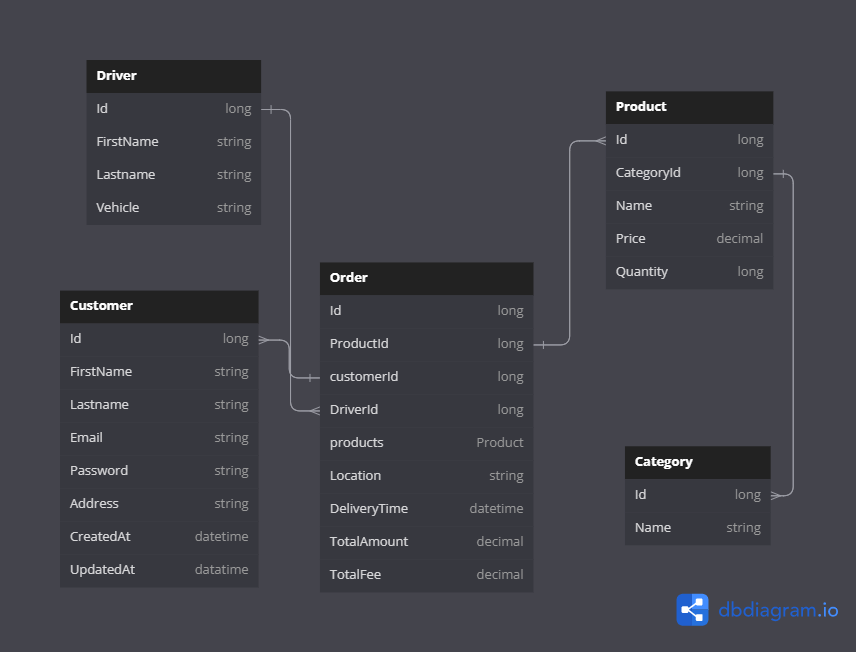 Driver
Id long
FirstName string
Lastname string
Vehicle string
Product
Id long
CategoryId long
Name string
Price decimal
Quantity long
Customer
Id long
FirstName string
Lastname string
Email string
Password string
Address string
CreatedAt datetime
UpdatedAt datatime
Order
Id long
ProductId long
customerId long
DriverId long
products Product
Location string
DeliveryTime datetime
TotalAmount decimal
TotalFee decimal
Category
Id long
Name string
dbdiagram.io